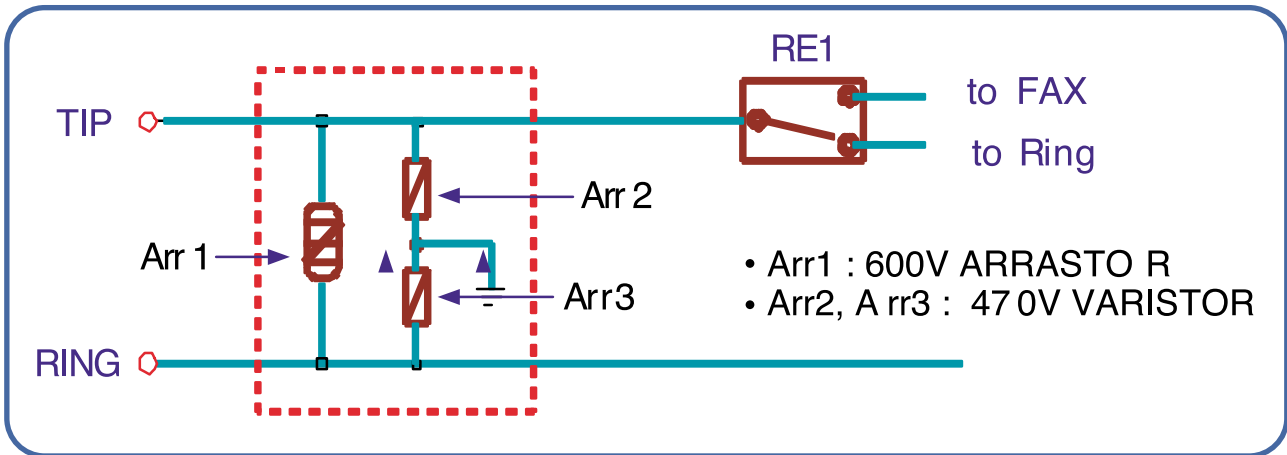 RE1
to FAX
TIP
to Ring
Arr 2
Arr 1
• Arr1 : 600V ARRASTO R
Arr3
• Arr2, A rr3 : 47 0V VARISTOR
RING